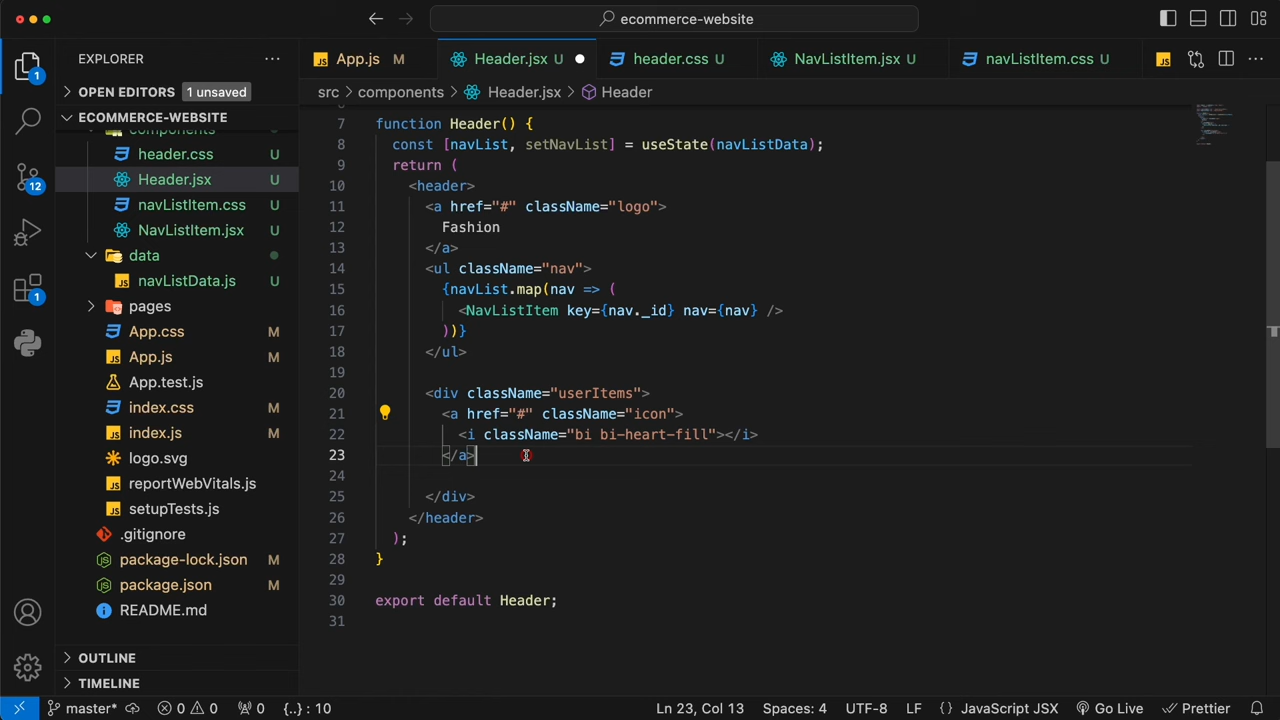 ecommerce-website
EXPLORER
App.js M
Header.jsx U
header.css U
NavListItem.jsx U
navListItem.css U
JS
1
OPEN EDITORS 1 unsaved
src > components > Header.jsx > Header
ECOMMERCE-WEBSITE
components
header.css U
Header.jsx U
navListItem.css U
NavListItem.jsx U
data
navListData.js U
pages
App.css M
App.js M
App.test.js
index.css M
index.js M
logo.svg
reportWebVitals.js
setupTests.js
.gitignore
package-lock.json M
package.json M
README.md
OUTLINE
TIMELINE
12
1
7 function Header() {
8 const [navList, setNavList] = useState(navListData);
9 return (
10 <header>
11 <a href="#" className="logo">
12 Fashion
13 </a>
14 <ul className="nav">
15 {navList.map(nav => (
16 <NavListItem key={nav._id} nav={nav} />
17 ))}
18 </ul>
19
20 <div className="userItems">
21 <a href="#" className="icon">
22 <i className="bi bi-heart-fill"></i>
23 </a>
24
25 </div>
26 </header>
27 );
28 }
29
30 export default Header;
31
master* 0 0 0 {..} : 10 Ln 23, Col 13 Spaces: 4 UTF-8 LF {} JavaScript JSX Go Live Prettier